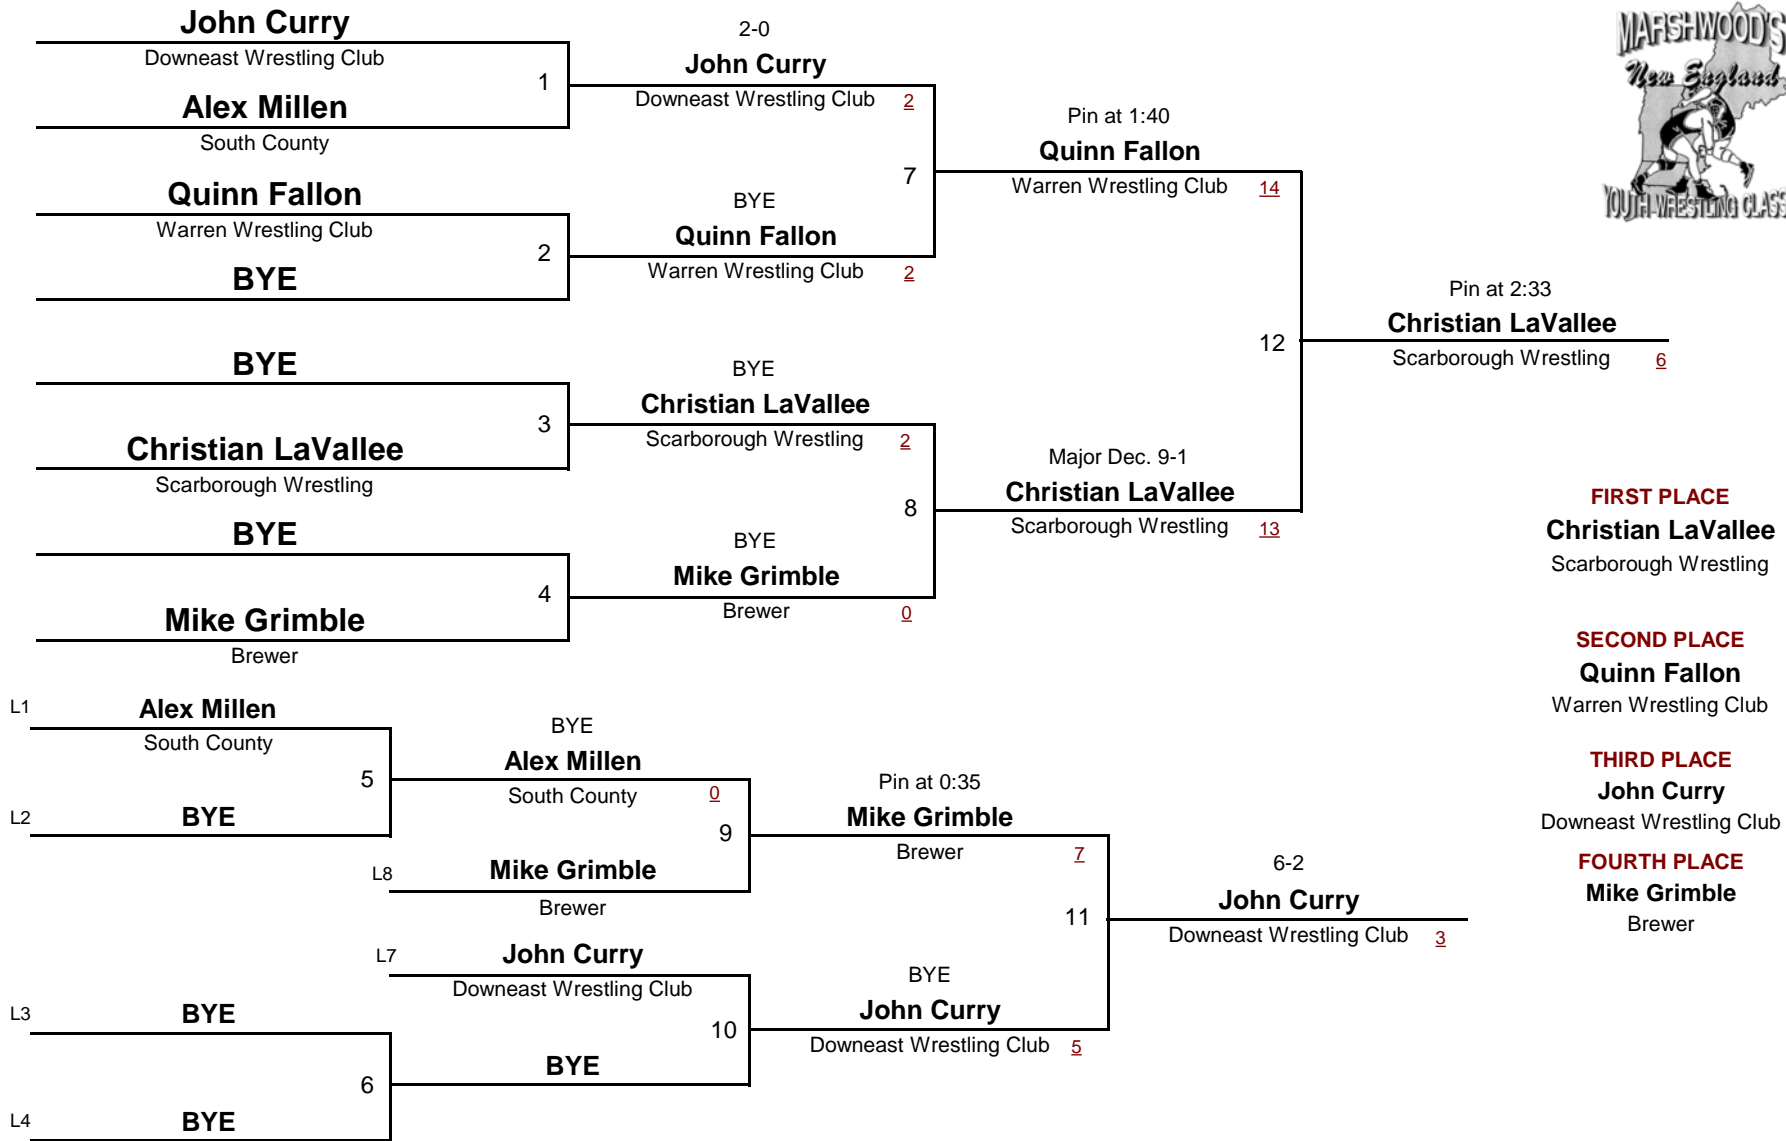 John Curry
Downeast Wrestling Club
1
Alex Millen
South County
Quinn Fallon
Warren Wrestling Club
2
BYE
BYE
3
Christian LaVallee
Scarborough Wrestling
BYE
4
Mike Grimble
Brewer
2-0
John Curry
Downeast Wrestling Club 2
7
BYE
Quinn Fallon
Warren Wrestling Club 2
BYE
Christian LaVallee
Scarborough Wrestling 2
8
BYE
Mike Grimble
Brewer 0
Pin at 1:40
Quinn Fallon
Warren Wrestling Club 14
12
Major Dec. 9-1
Christian LaVallee
Scarborough Wrestling 13
Pin at 2:33
Christian LaVallee
Scarborough Wrestling 6
MARSHWOOD'S
New England
YOUTH WRESTLING CLASS
FIRST PLACE
Christian LaVallee
Scarborough Wrestling
SECOND PLACE
Quinn Fallon
Warren Wrestling Club
THIRD PLACE
John Curry
Downeast Wrestling Club
FOURTH PLACE
Mike Grimble
Brewer
L1 Alex Millen
South County
5
L2 BYE
L3 BYE
6
L4 BYE
BYE
Alex Millen
South County 0
9
L8 Mike Grimble
Brewer
L7 John Curry
Downeast Wrestling Club
10
BYE
Pin at 0:35
Mike Grimble
Brewer 7
11
BYE
John Curry
Downeast Wrestling Club 5
6-2
John Curry
Downeast Wrestling Club 3